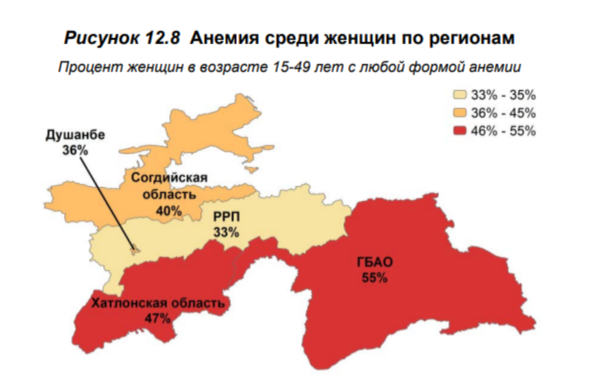 Рисунок 12.8 Анемия среди женщин по регионам
Процент женщин в возрасте 15-49 лет с любой формой анемии
33% - 35%
36% - 45%
46% - 55%
Душанбе
36%
Согдийская
область
40%
РРП
33%
ГБАО
55%
Хатлонская область
47%